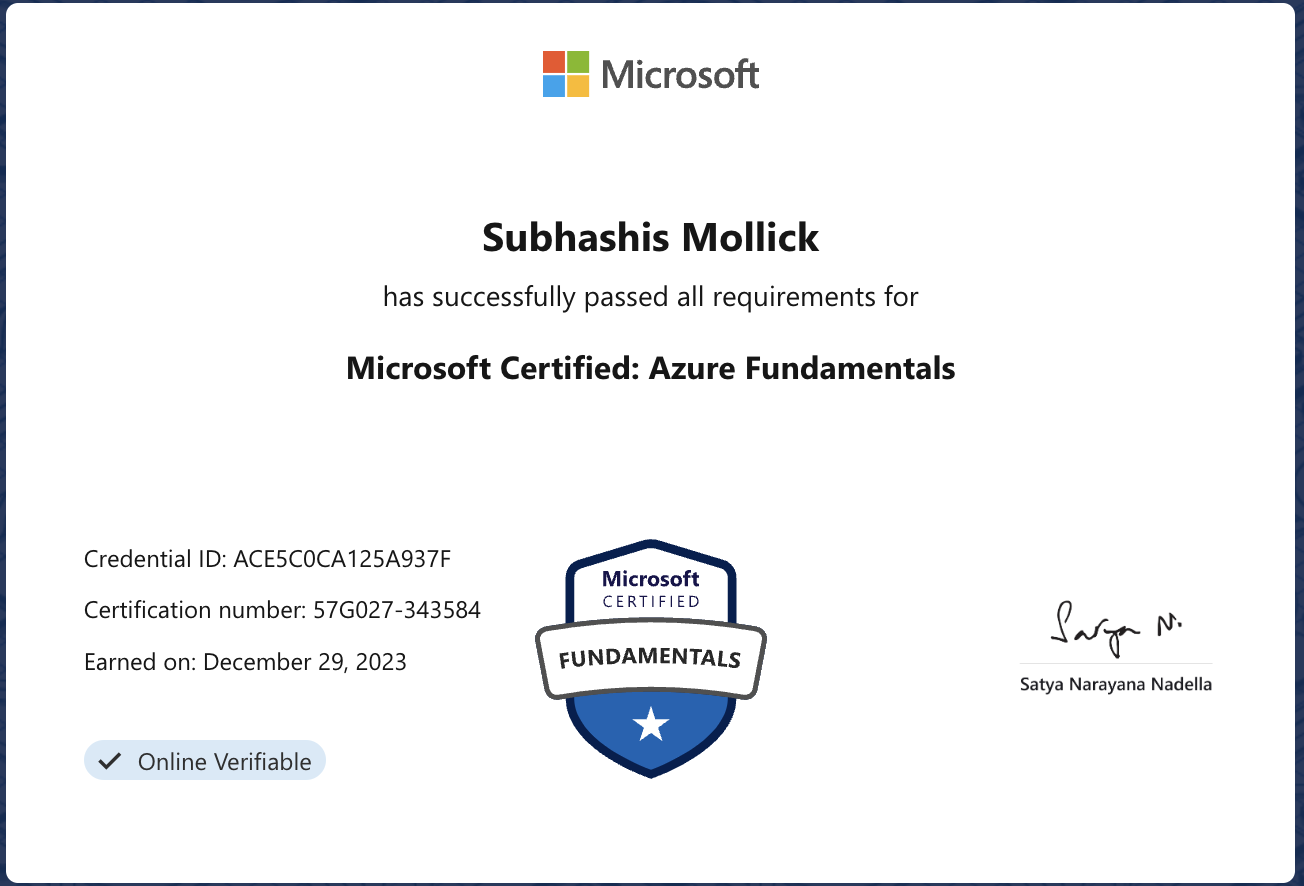 Microsoft
Subhashis Mollick
has successfully passed all requirements for
Microsoft Certified: Azure Fundamentals
Credential ID: ACE5C0CA125A937F
Certification number: 57G027-343584
Earned on: December 29, 2023
Online Verifiable
Microsoft
CERTIFIED
FUNDAMENTALS
Satya N.
Satya Narayana Nadella